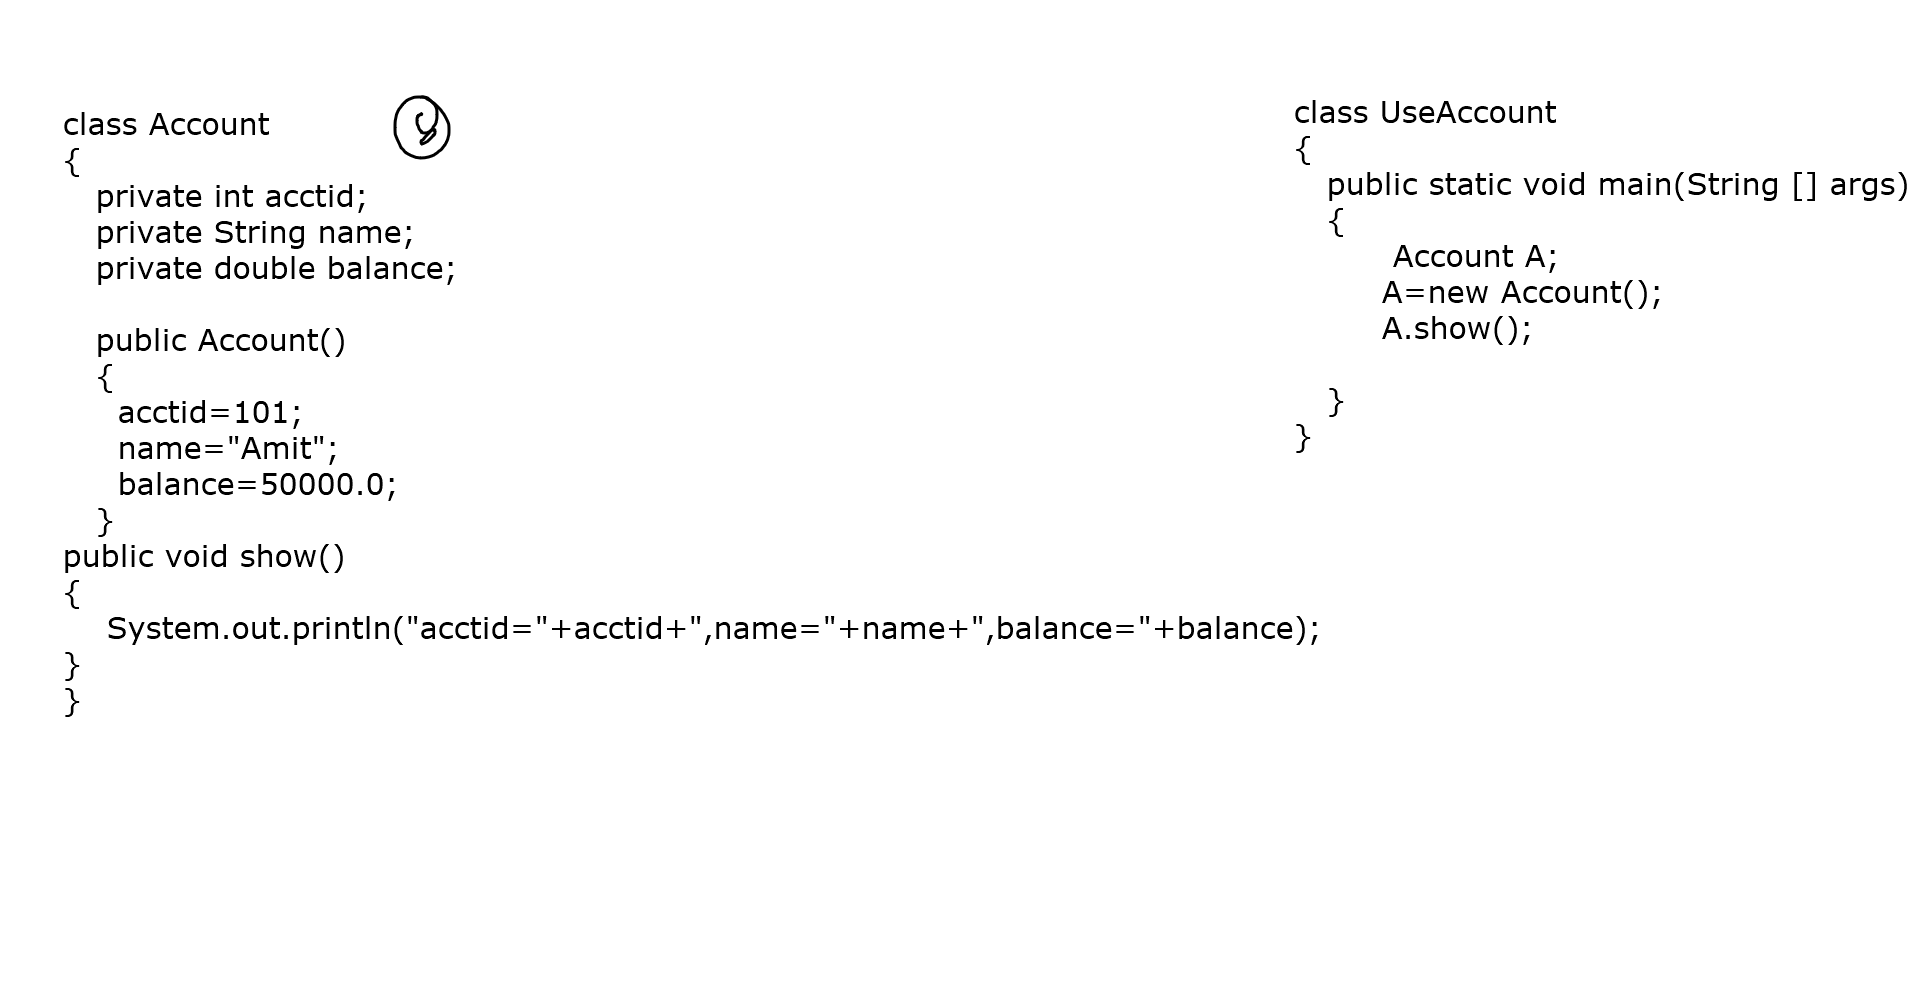 class Account
{
private int acctid;
private String name;
private double balance;
public Account()
{
acctid=101;
name="Amit";
balance=50000.0;
}
public void show()
{
System.out.println("acctid="+acctid+",name="+name+",balance="+balance);
}
}
class UseAccount
{
public static void main(String [] args)
{
Account A;
A=new Account();
A.show();
}
}